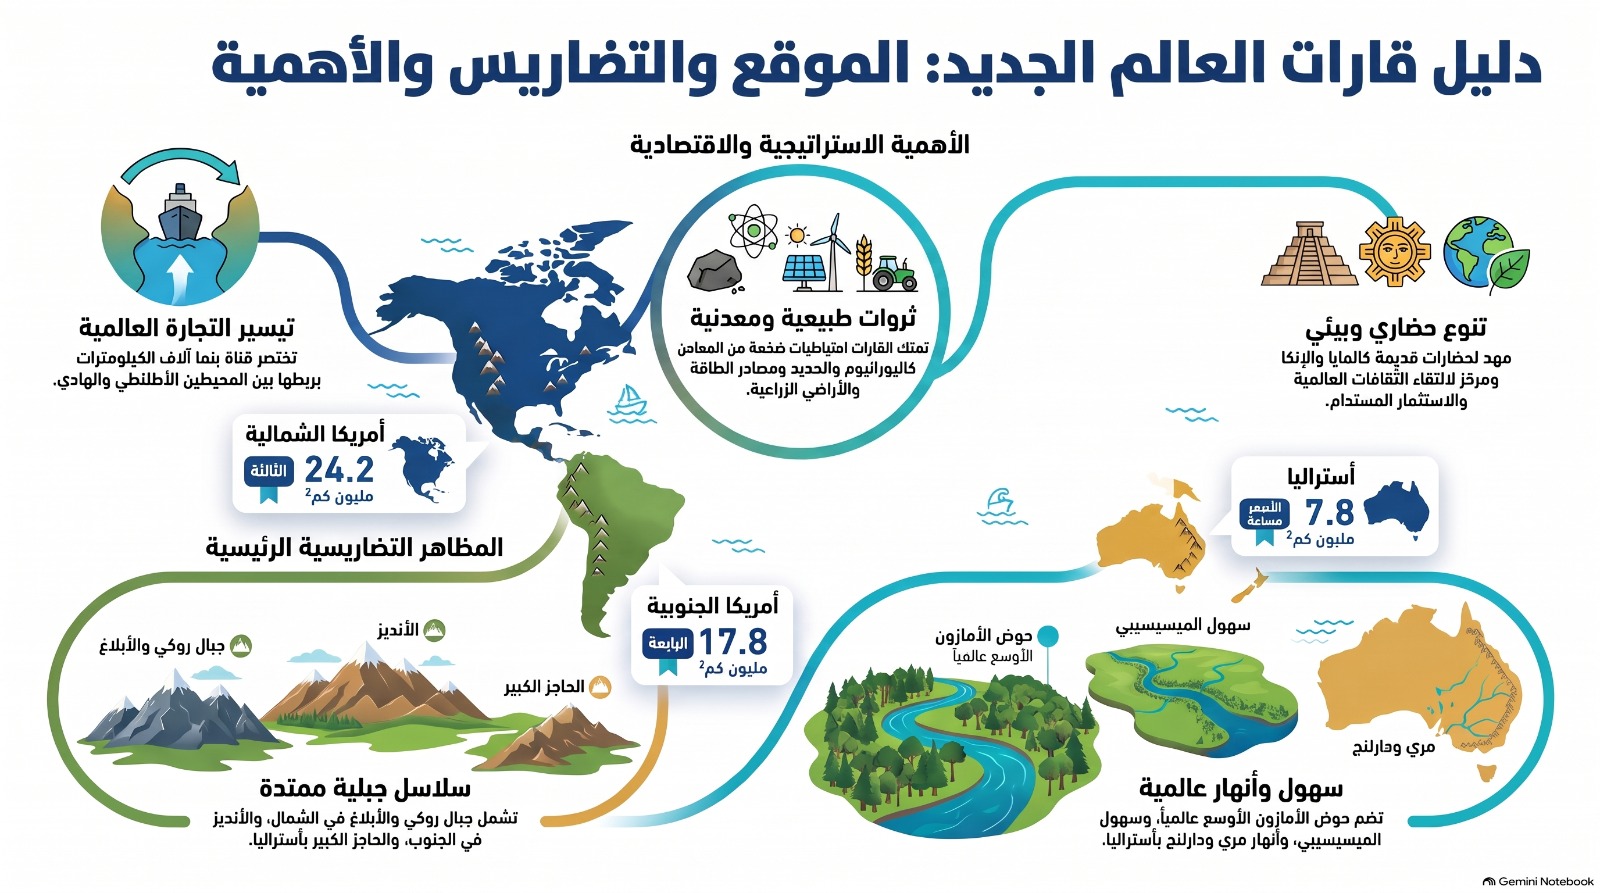 دليل قارات العالم الجديد: الموقع والتضاريس والأهمية
الأهمية الاستراتيجية والاقتصادية
تنوع حضاري وبيئي
مهد لحضارات قديمة كالمايا والإنكا
ومركز لالتقاء الثقافات العالمية
والاستثمار المستدام.
ثروات طبيعية ومعدنية
تمتك القارات احتياطيات ضخعة من المعادن
كاليورانيوم والحديد ومصادر الطاقة
والأراضي الزراعية.
تيسير التجارة العالمية
تختصر قناة بنما آلاف الكيلومترات
بربطها بين المحيطين الأطلنطي والهادي.
أمريكا الشمالية
24.2
الثالثة
مليون كم2
أستراليا
7.8
الأصغر
مساحة
مليون كم2
المظاهر التضاريسية الرئيسية
أمريكا الجنوبية
17.8
الرابعة
مليون كم2
سهول الميسيسيبي
حوض الأمازون
الأوسع عالمياً
مري ودارلنج
الأنديز
جبال روكي والأبلاغ
الحاجز الكبير
سهول وأنهار عالمية
تضم حوض الأمازون الأوسع عالمياً، وسهول
الميسيسيبي، وأنهار مري ودارلنج بأستراليا.
سلاسل جبلية ممتدة
تشمل جبال روكي والأبلاغ في الشمال، والأنديز
في الجنوب، والحاجز الكبير بأستراليا.
Gemini Notebook